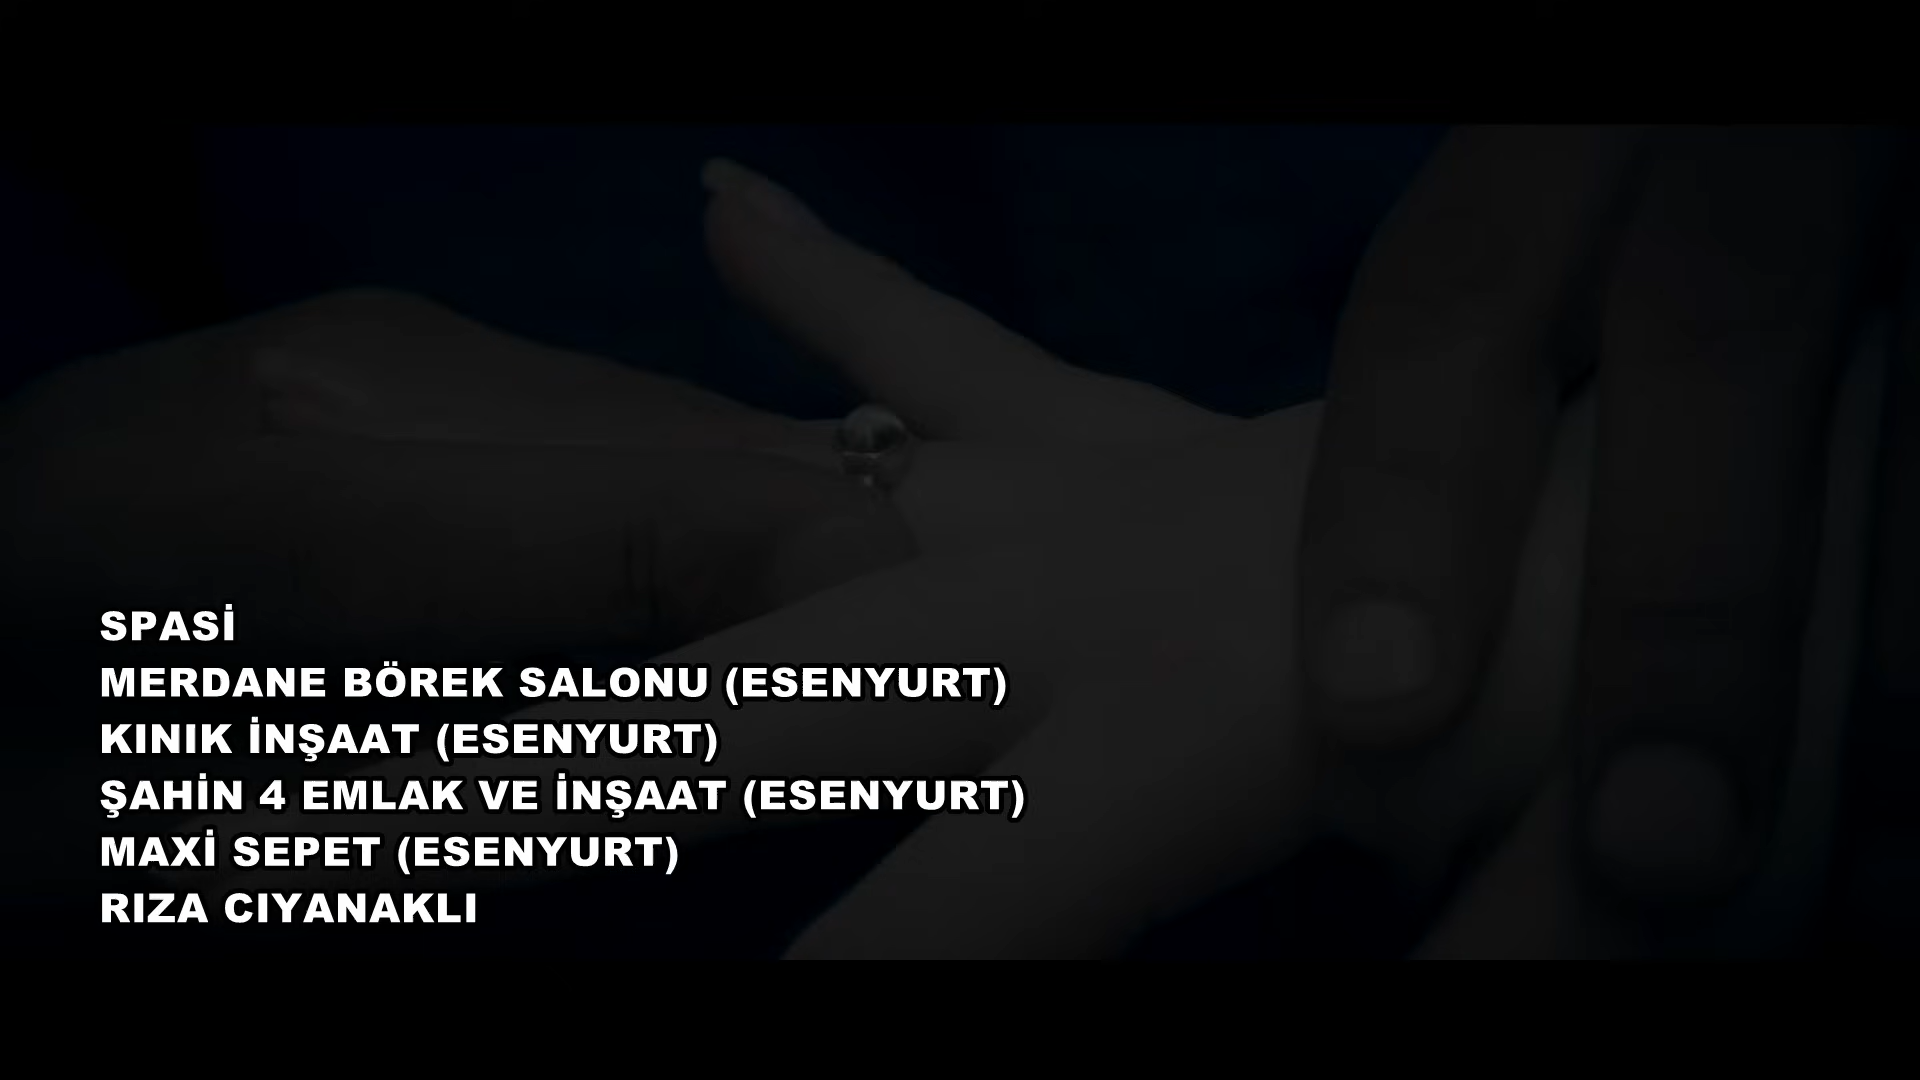 SPASİ
MERDANE BÖREK SALONU (ESENYURT)
KINIK İNŞAAT (ESENYURT)
ŞAHİN 4 EMLAK VE İNŞAAT (ESENYURT)
MAXİ SEPET (ESENYURT)
RIZA CIYANAKLI